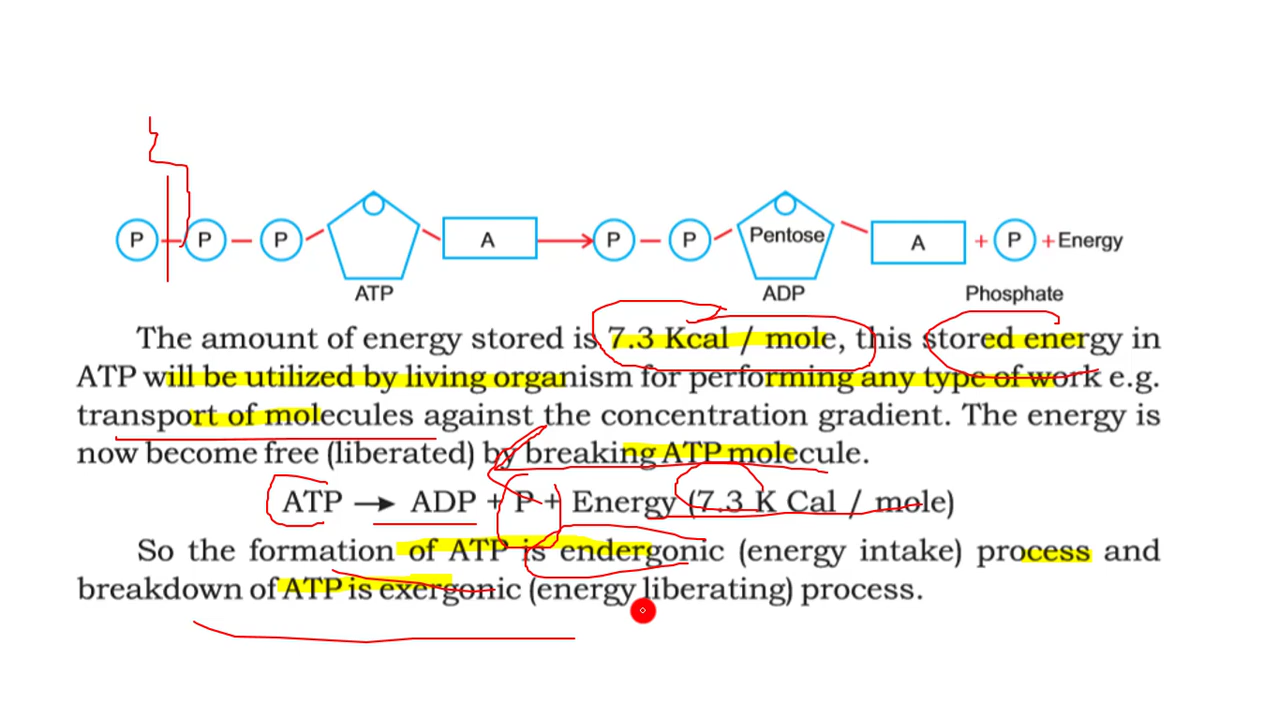 P P P A P P Pentose A + P + Energy
ATP ADP Phosphate
The amount of energy stored is 7.3 Kcal / mole, this stored energy in
ATP will be utilized by living organism for performing any type of work e.g.
transport of molecules against the concentration gradient. The energy is
now become free (liberated) by breaking ATP molecule.
ATP → ADP + P + Energy (7.3 K Cal / mole)
So the formation of ATP is endergonic (energy intake) process and
breakdown of ATP is exergonic (energy liberating) process.